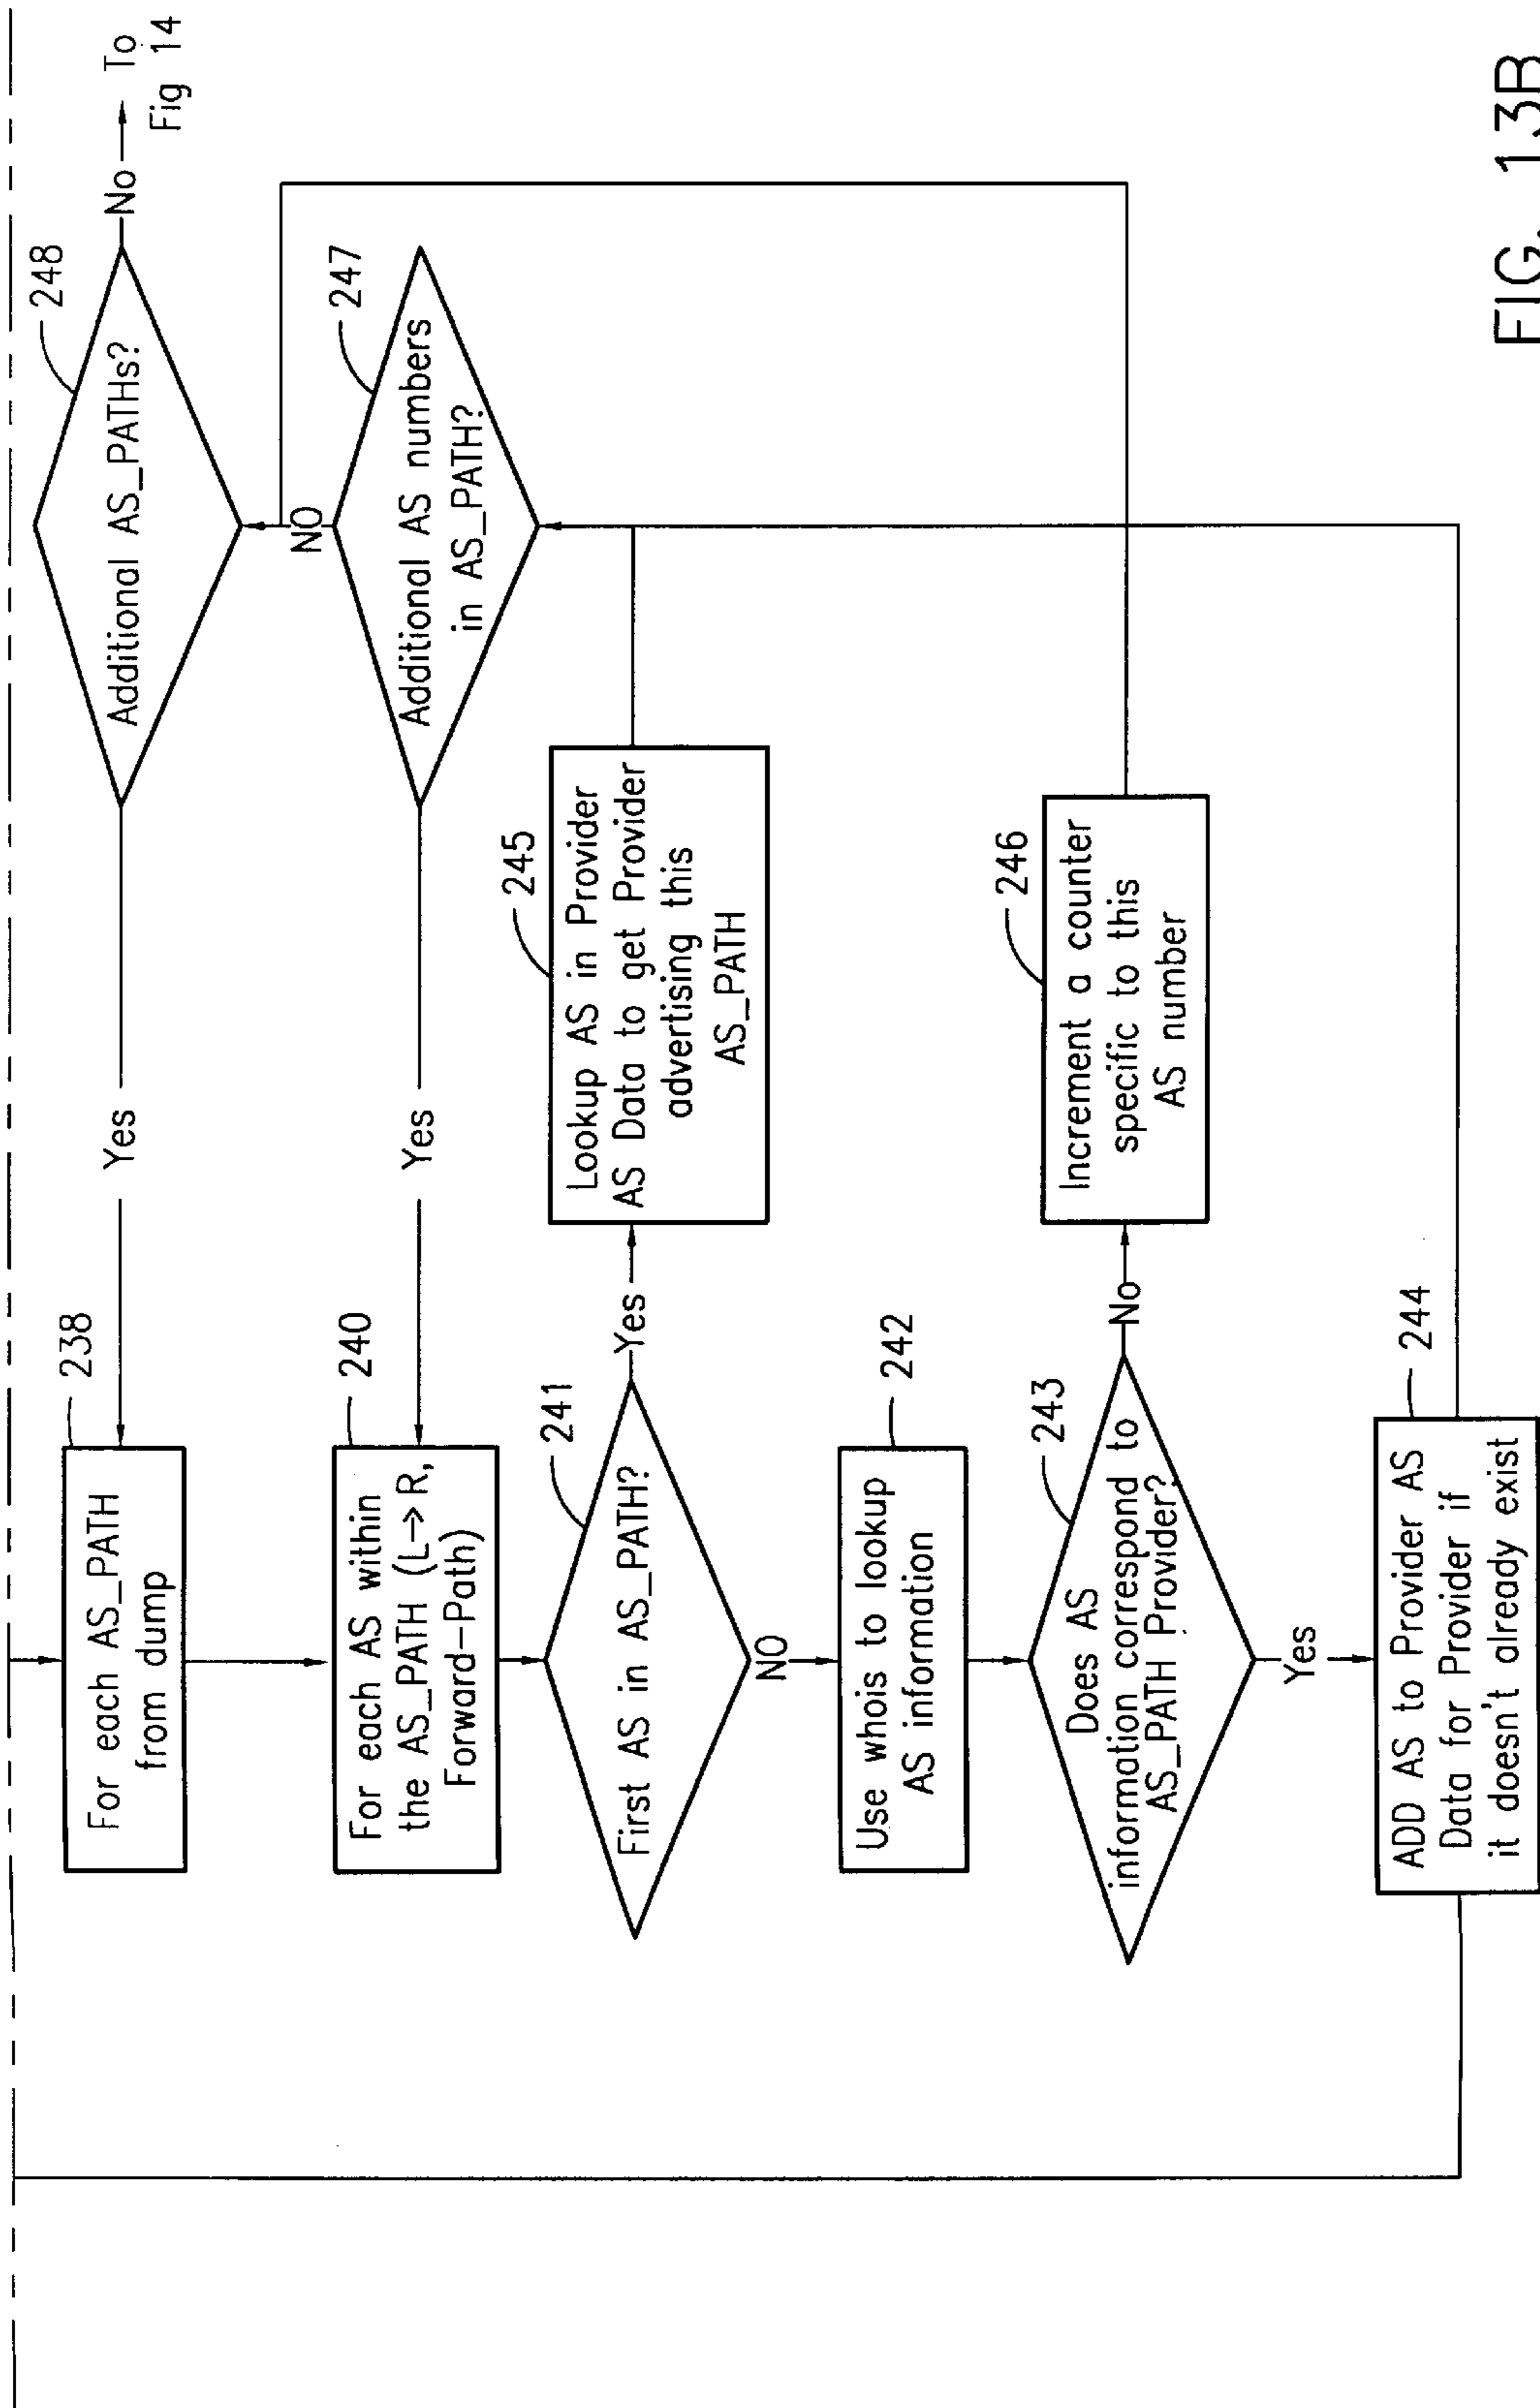 238
For each AS_PATH
from dump
Yes
Additional AS_PATHs?
248
No
To
Fig 14
240
For each AS within
the AS_PATH (L->R,
Forward-Path)
Yes
Additional AS numbers
in AS_PATH?
247
NO
241
First AS in AS_PATH?
Yes
245
Lookup AS in Provider
AS Data to get Provider
advertising this
AS_PATH
NO
242
Use whois to lookup
AS information
243
Does AS
information correspond to
AS_PATH Provider?
No
246
Increment a counter
specific to this
AS number
Yes
244
ADD AS to Provider AS
Data for Provider if
it doesn't already exist
FIG. 13B